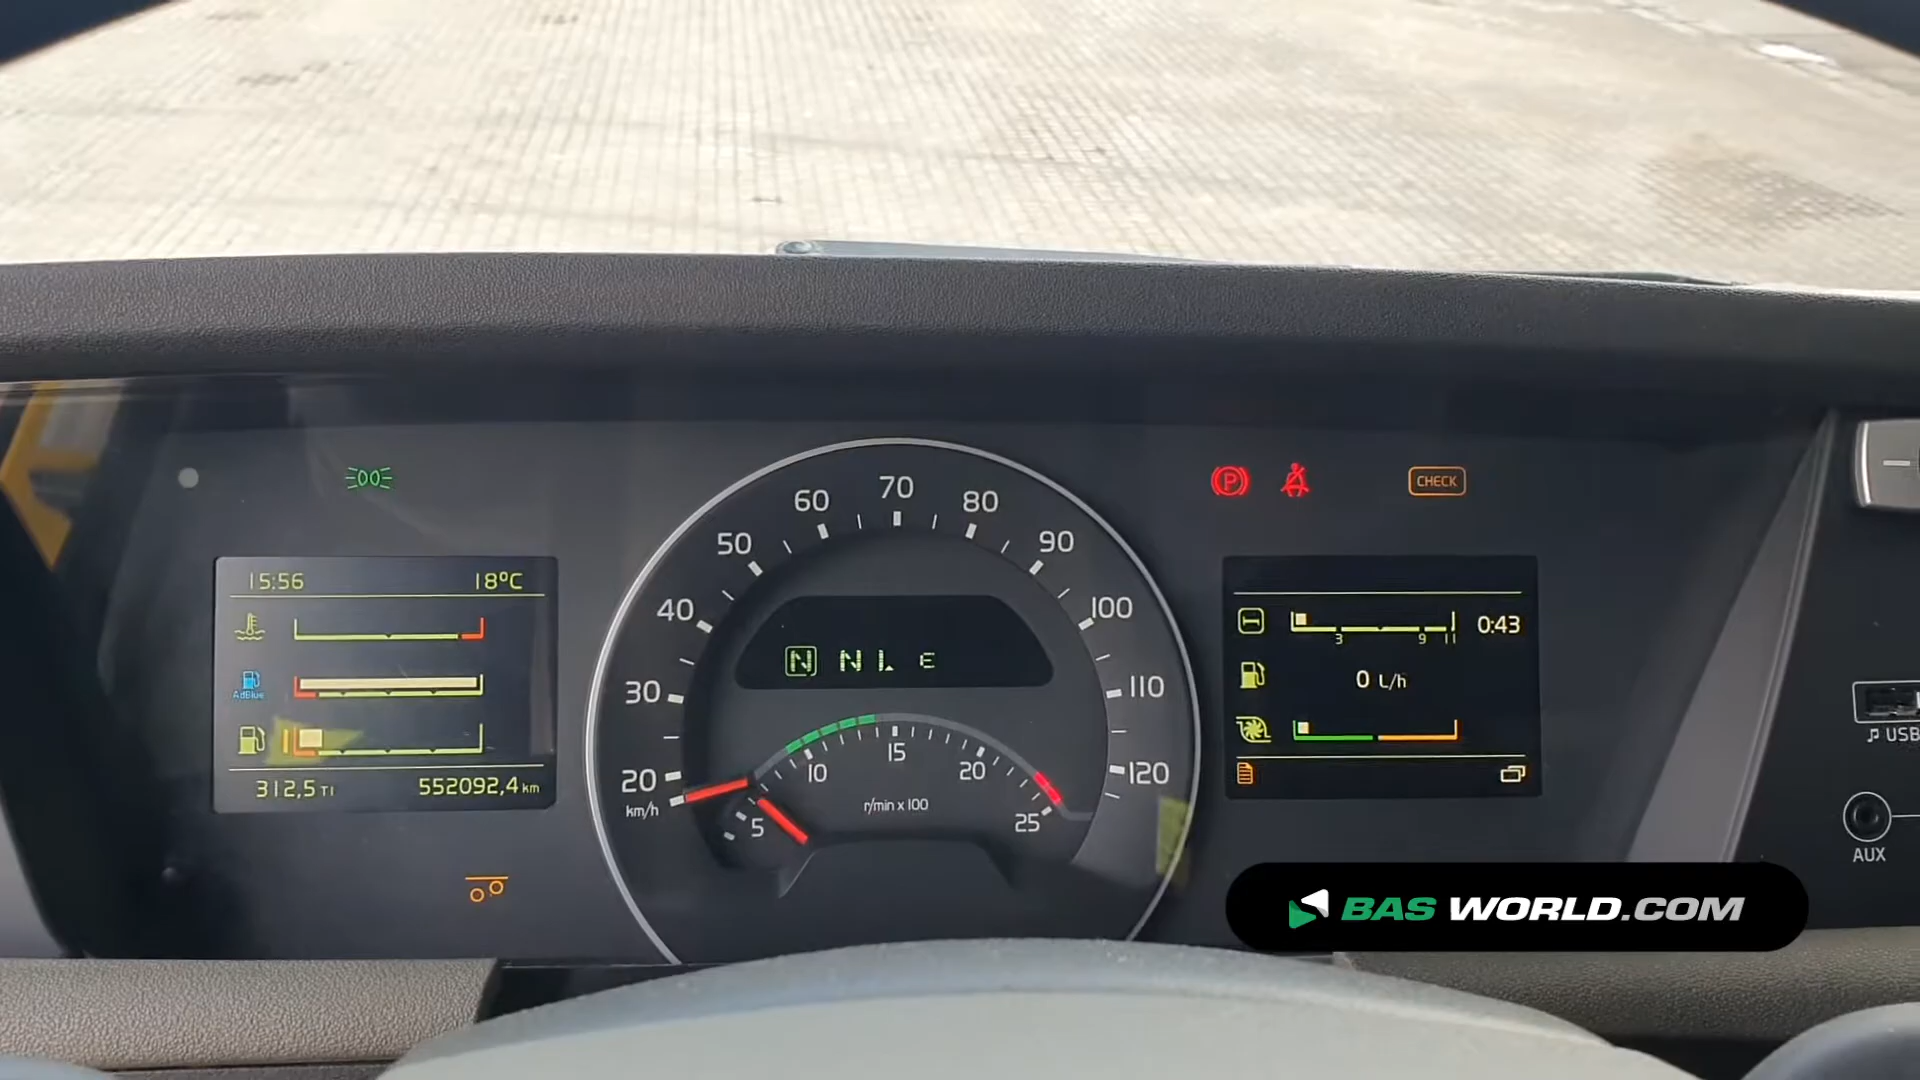 15:56 18°C
AdBlue
312,5 T1 552092,4 km
20 30 40 50 60 70 80 90 100 110 120
km/h
N N L E
5 10 15 20 25
r/min x 100
P
CHECK
3 9 11 0:43
0 L/h
USB
AUX
BAS WORLD.COM